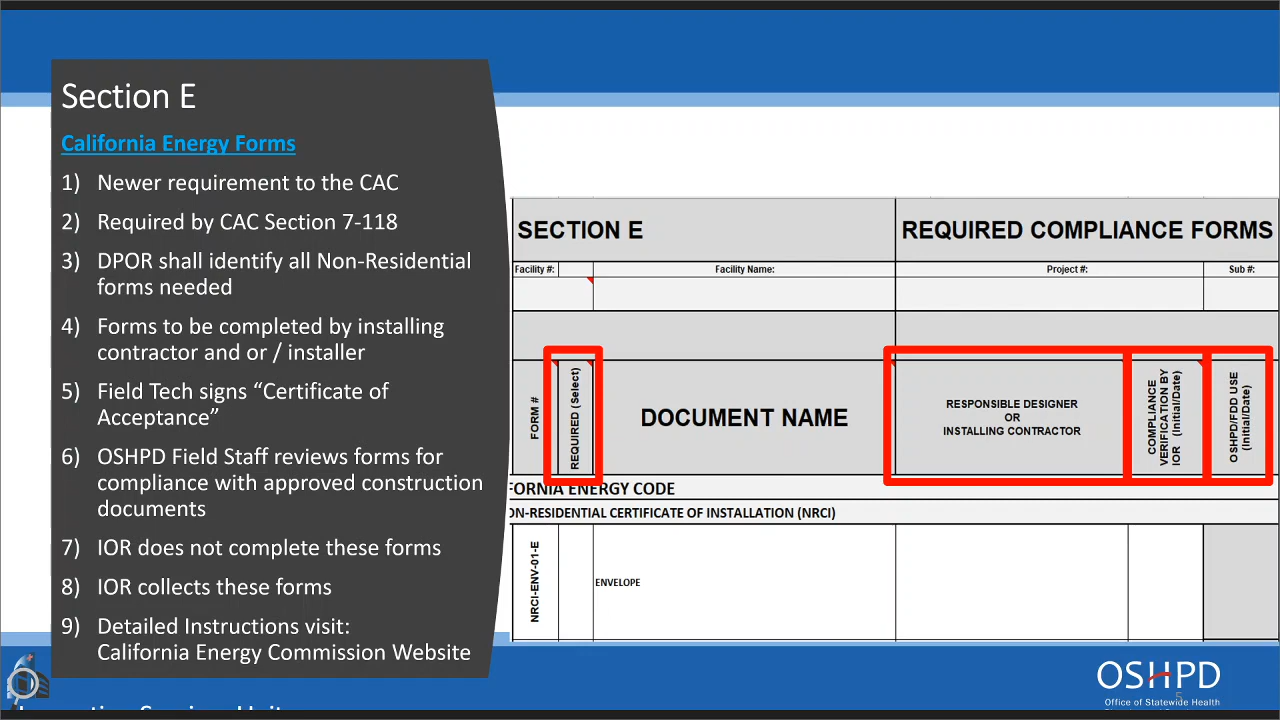 Section E
California Energy Forms
1) Newer requirement to the CAC
2) Required by CAC Section 7-118
3) DPOR shall identify all Non-Residential
forms needed
4) Forms to be completed by installing
contractor and or / installer
5) Field Tech signs “Certificate of
Acceptance”
6) OSHPD Field Staff reviews forms for
compliance with approved construction
documents
7) IOR does not complete these forms
8) IOR collects these forms
9) Detailed Instructions visit:
California Energy Commission Website
SECTION E
REQUIRED COMPLIANCE FORMS
Facility #:
Facility Name:
Project #:
Sub #:
FORM #
REQUIRED (Select)
DOCUMENT NAME
RESPONSIBLE DESIGNER
OR
INSTALLING CONTRACTOR
COMPLIANCE
VERIFICATION BY
IOR (Initial/Date)
OSHPD/FDD USE
(Initial/Date)
FORNIA ENERGY CODE
ON-RESIDENTIAL CERTIFICATE OF INSTALLATION (NRCI)
NRCI-ENV-01-E
ENVELOPE
OSHPD
5
Office of Statewide Health